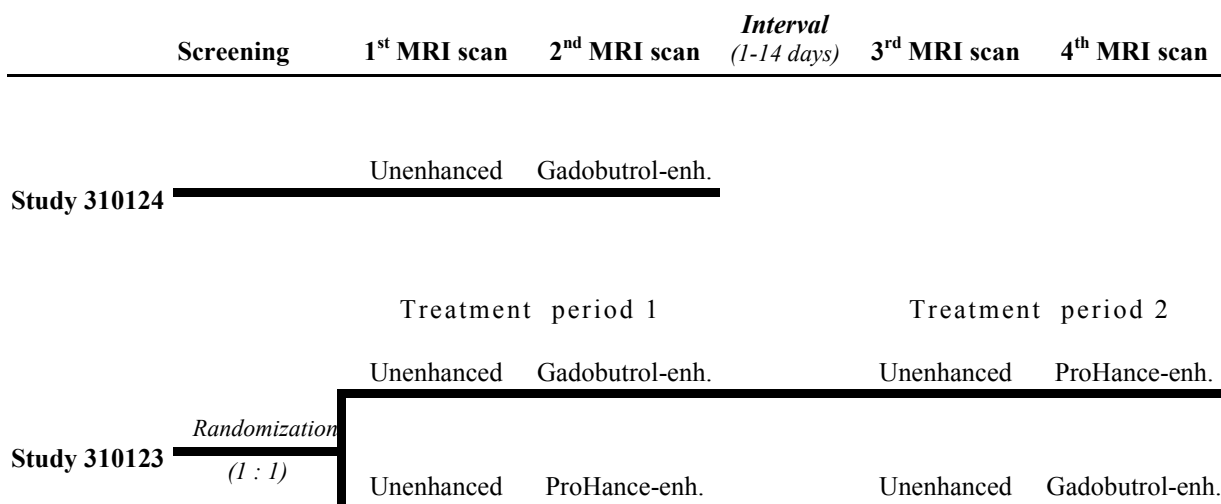 Interval
Screening 1st MRI scan 2nd MRI scan (1-14 days) 3rd MRI scan 4th MRI scan
Unenhanced Gadobutrol-enh.
Study 310124
Treatment period 1 Treatment period 2
Unenhanced Gadobutrol-enh. Unenhanced ProHance-enh.
Randomization
Study 310123
(1 : 1)
Unenhanced ProHance-enh. Unenhanced Gadobutrol-enh.